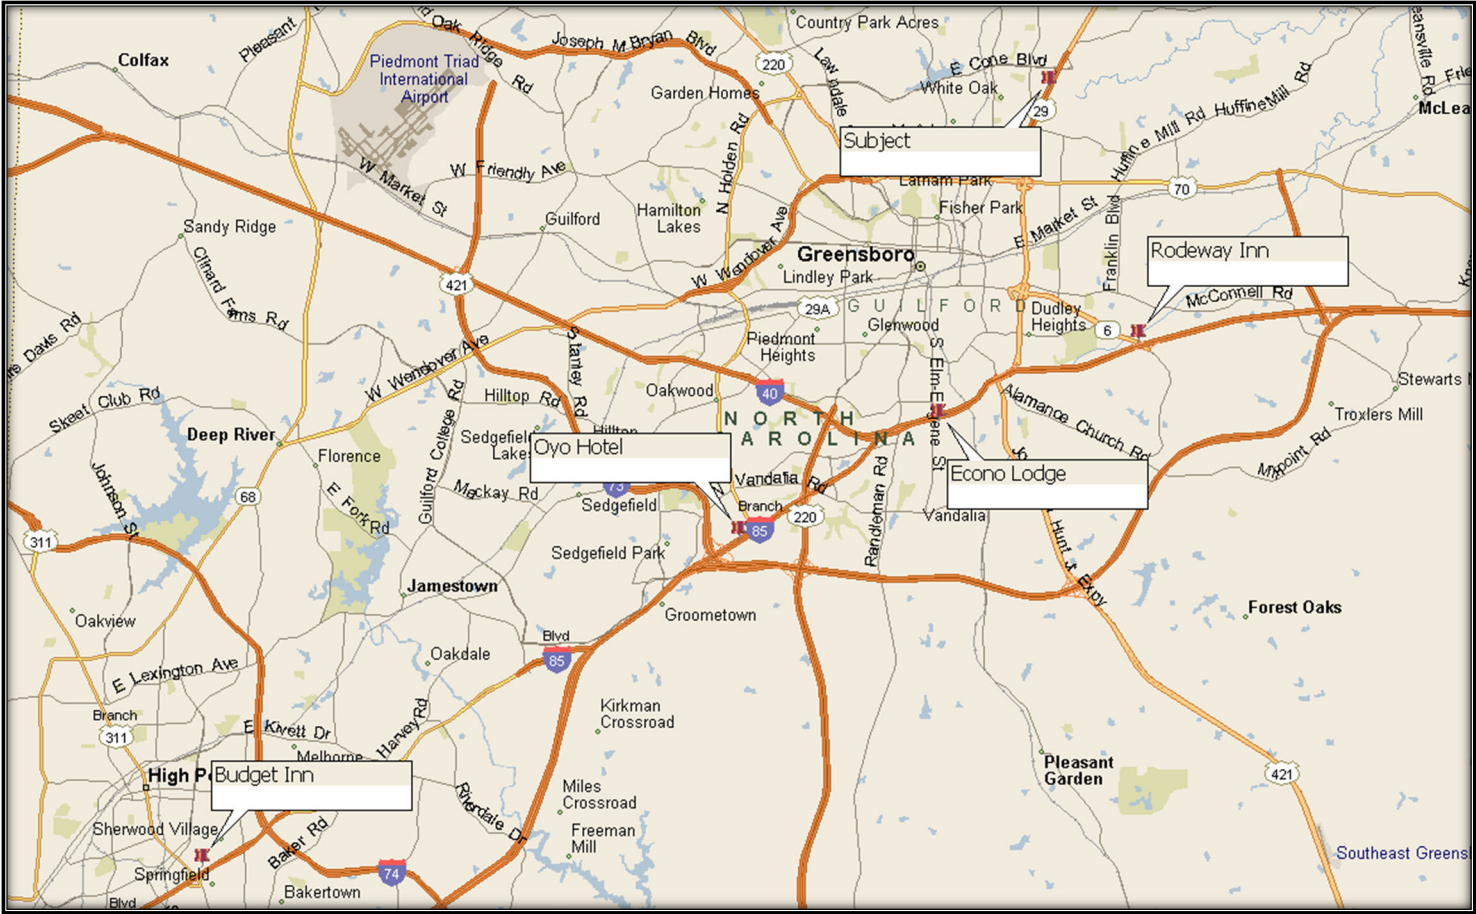 Country Park Acres
Pleasant
Oak Ridge Rd
Joseph M Bryan Blvd
Colfax
Piedmont Triad
International
Airport
220
Lawndale
E Cone Blvd
White Oak
Garden Homes
29
Huffine Mill Rd
Huffine Mill Rd
McLea
Subject
W Friendly Ave
W Market St
N Holden Rd
Latham Park
70
Hamilton
Lakes
Guilford
Fisher Park
E Market St
Franklin Blvd
Sandy Ridge
Clinard Farms Rd
W Wendover Ave
Greensboro
Lindley Park
Rodeway Inn
421
29A
GUILFORD
McConnell Rd
Dudley
Heights
6
Glenwood
Piedmont
Heights
Davis Rd
Stanley Rd
S Elm-Eugene St
W Wendover Ave
Oakwood
40
Stewarts
Skeet Club Rd
Hilltop Rd
NORTH
CAROLINA
Alamance Church Rd
Troxlers Mill
Deep River
Sedgefield
Lakes
Hilltop
Oyo Hotel
Florence
Guilford College Rd
Econo Lodge
Mackay Rd
73
Vandalia Rd
Sedgefield
Branch
Johnson St
68
E Fork Rd
85
220
Randleman Rd
Vandalia
311
Sedgefield Park
Hunt Jr Expy
Jamestown
Groometown
Forest Oaks
Oakview
Blvd
85
Oakdale
E Lexington Ave
Branch
311
Kirkman
Crossroad
E Kivett Dr
Harvey Rd
Melhorne
High P
Budget Inn
Pleasant
Garden
421
Miles
Crossroad
Riverdale Dr
Sherwood Village
Freeman
Mill
Baker Rd
Southeast Greensl
Springfield
74
Bakertown
Blvd